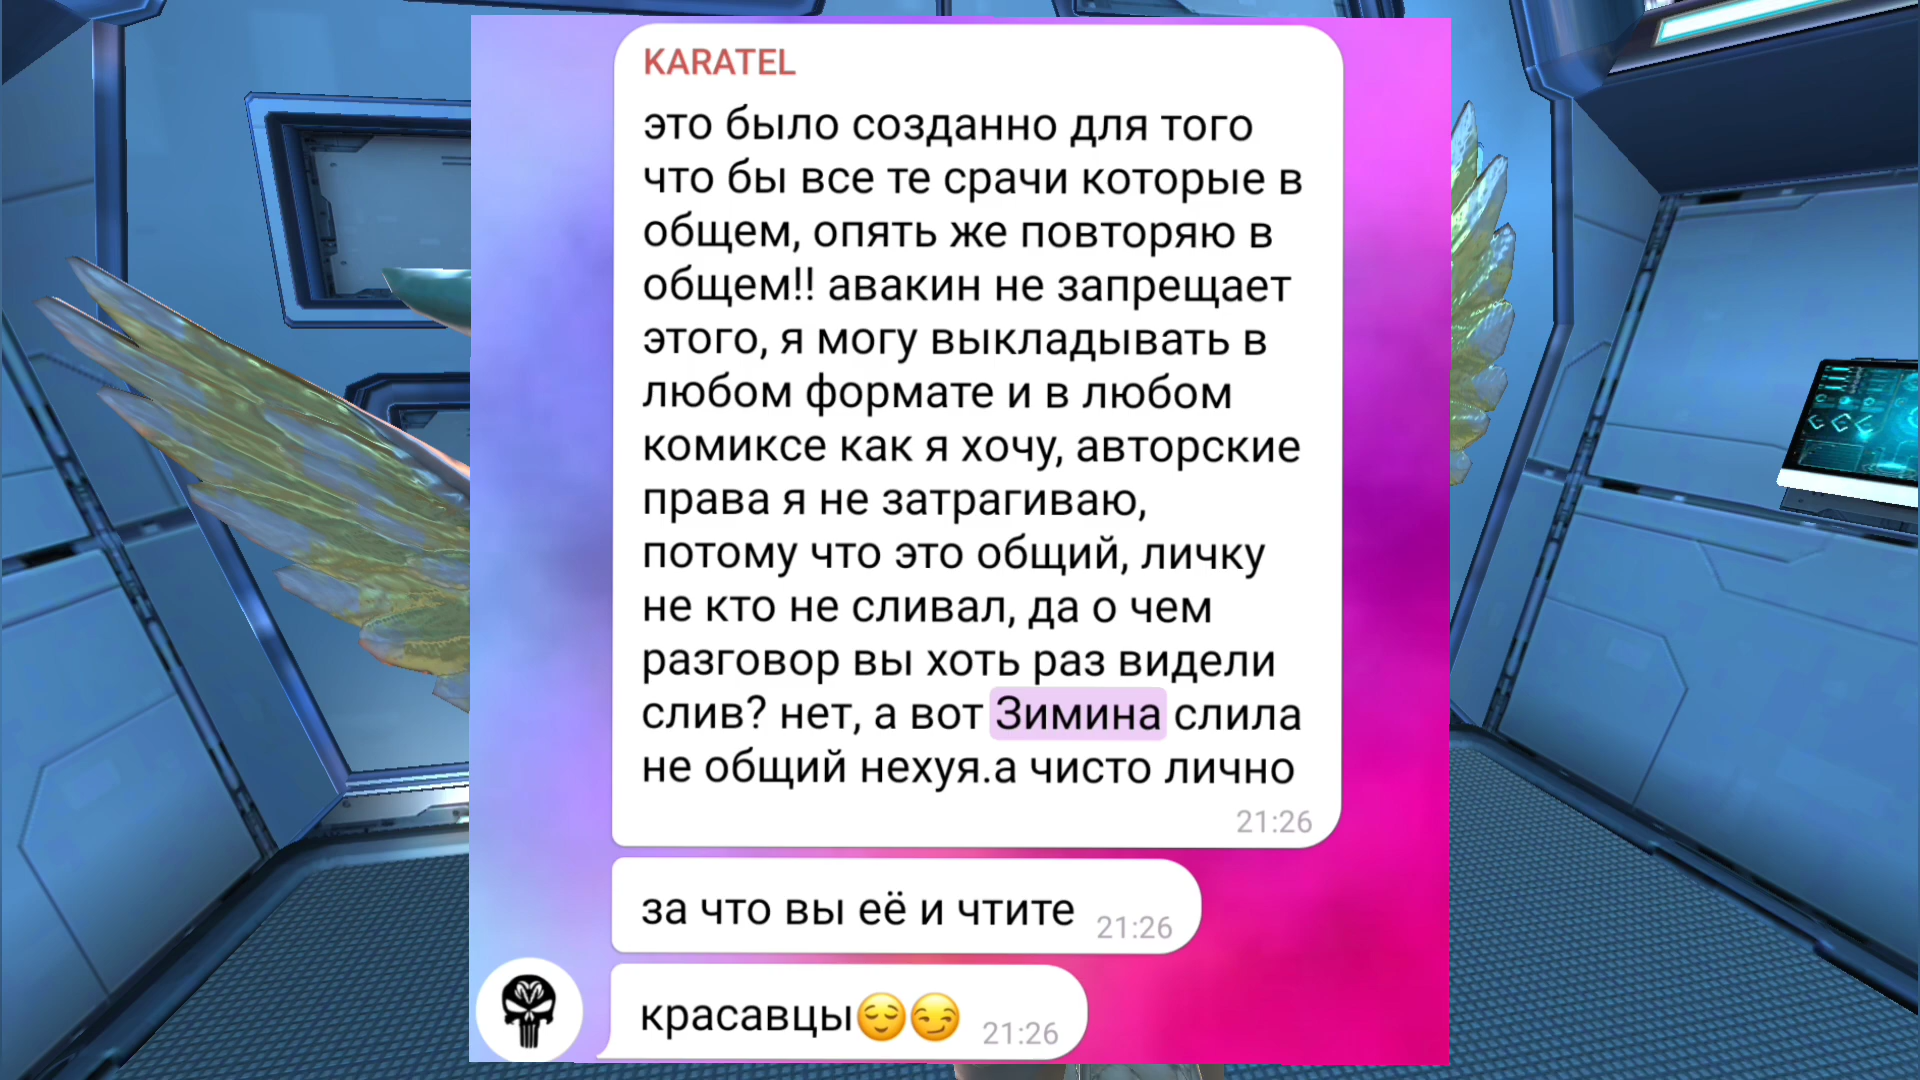 KARATEL
это было созданно для того
что бы все те срачи которые в
общем, опять же повторяю в
общем!! авакин не запрещает
этого, я могу выкладывать в
любом формате и в любом
комиксе как я хочу, авторские
права я не затрагиваю,
потому что это общий, личку
не кто не сливал, да о чем
разговор вы хоть раз видели
слив? нет, а вот Зимина слила
не общий нехуя.а чисто лично
21:26
за что вы её и чтите 21:26
красавцы😌😏 21:26